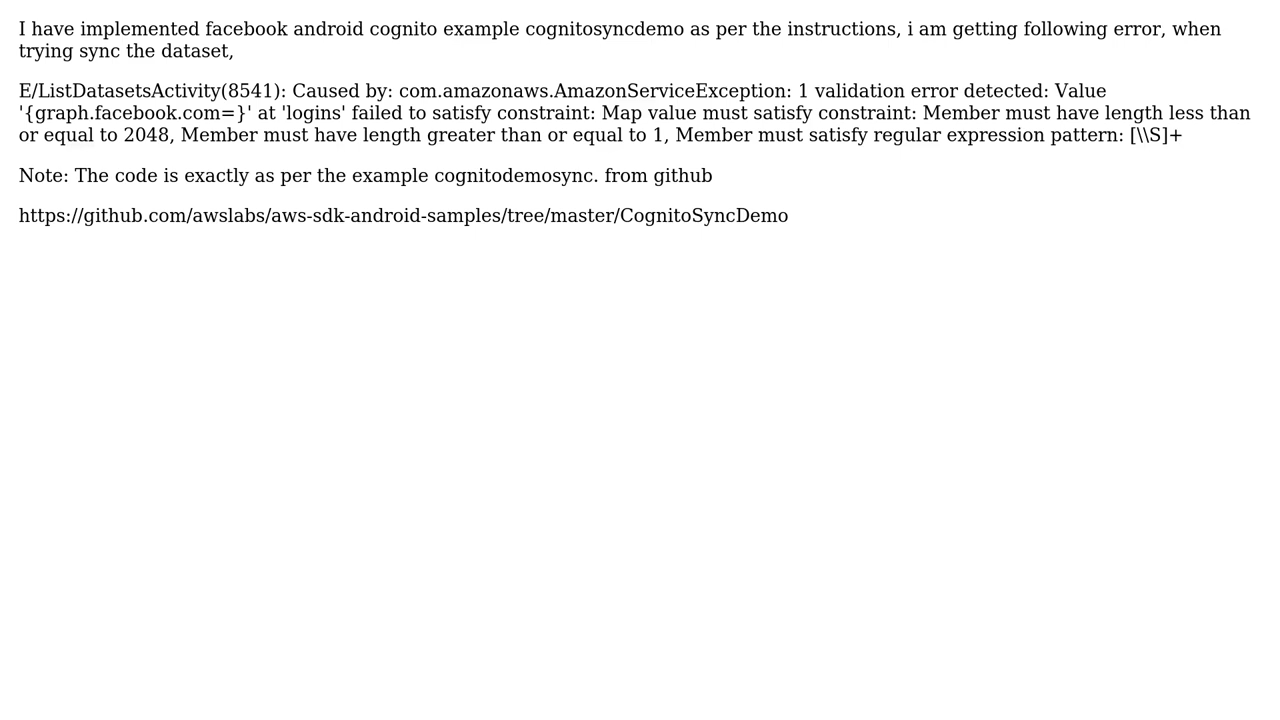 I have implemented facebook android cognito example cognitosyncdemo as per the instructions, i am getting following error, when
trying sync the dataset,
E/ListDatasetsActivity(8541): Caused by: com.amazonaws.AmazonServiceException: 1 validation error detected: Value
'{graph.facebook.com=}' at 'logins' failed to satisfy constraint: Map value must satisfy constraint: Member must have length less than
or equal to 2048, Member must have length greater than or equal to 1, Member must satisfy regular expression pattern: [\\S]+
Note: The code is exactly as per the example cognitodemosync. from github
https://github.com/awslabs/aws-sdk-android-samples/tree/master/CognitoSyncDemo